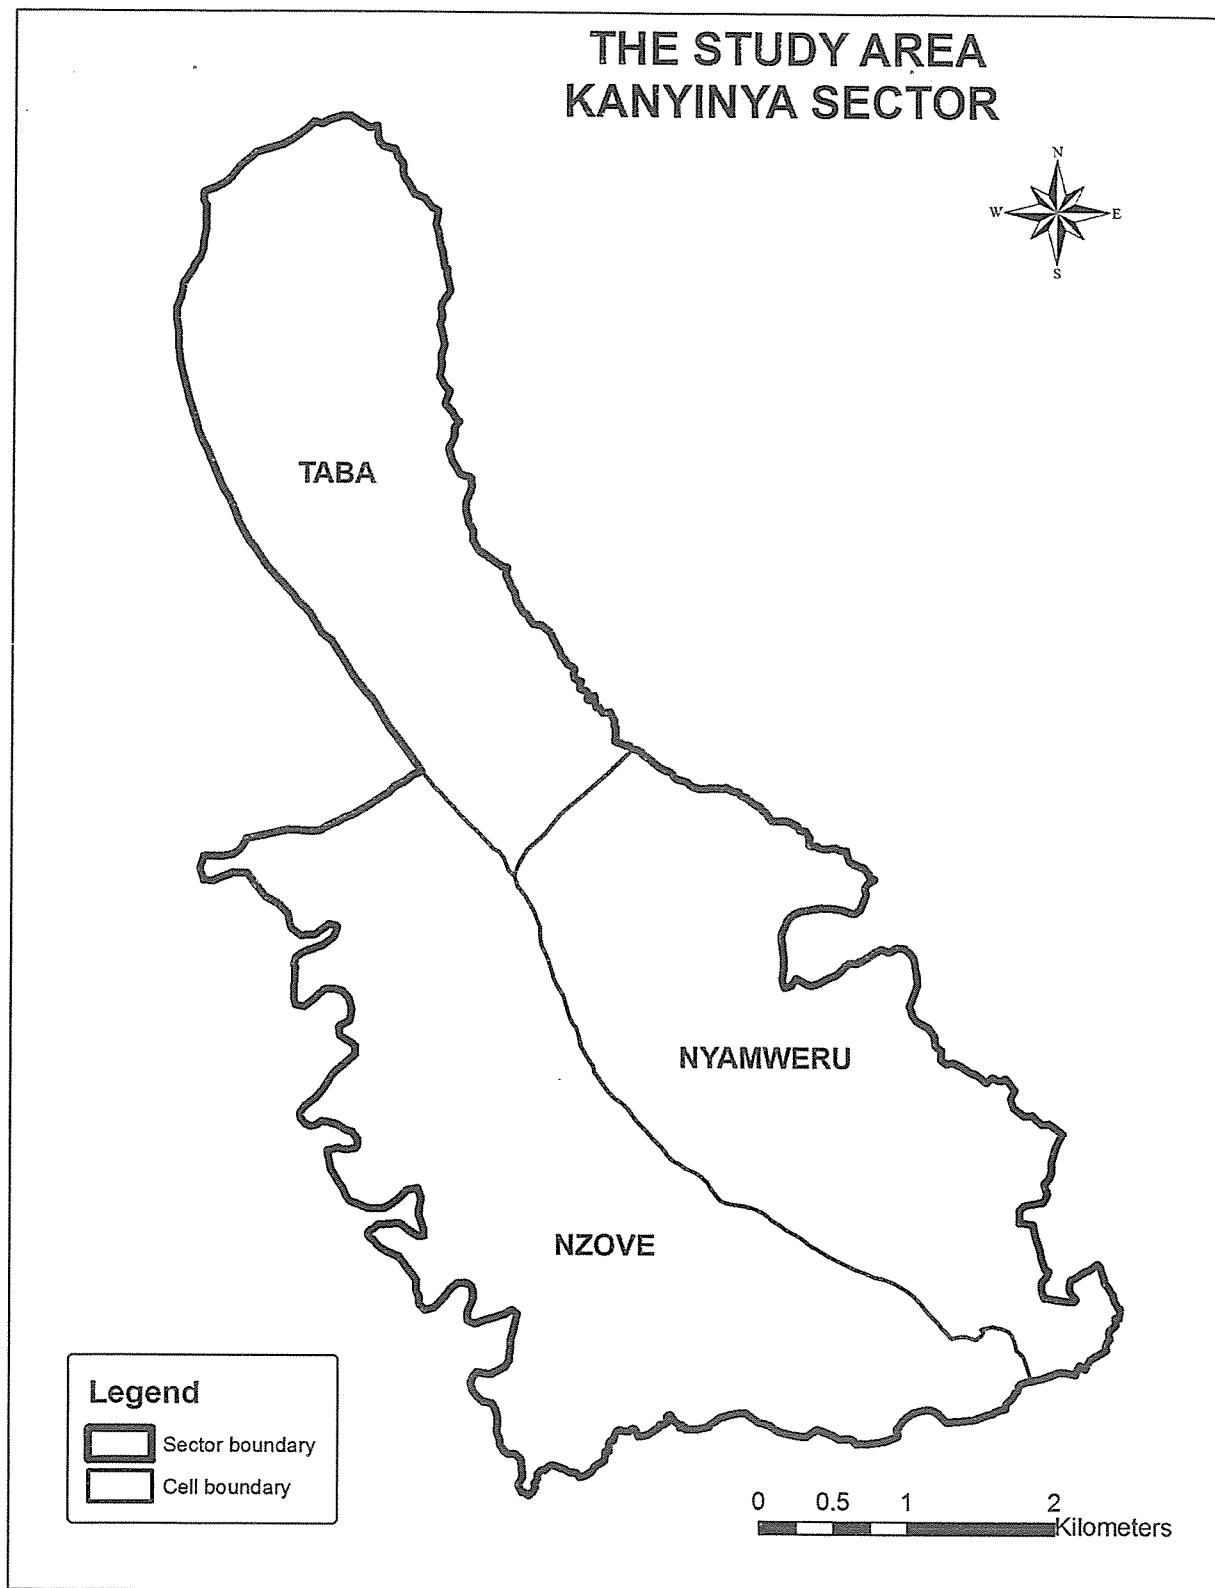 THE STUDY AREA
KANYINYA SECTOR
N
W E
S
TABA
NYAMWERU
NZOVE
Legend
Sector boundary
Cell boundary
0 0.5 1 2
Kilometers